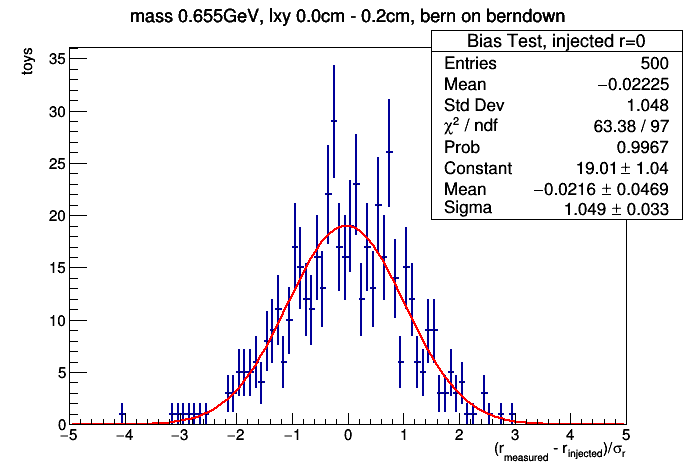 mass 0.655GeV, lxy 0.0cm - 0.2cm, bern on berndown
toys
Bias Test, injected r=0
Entries 500
Mean −0.02225
Std Dev 1.048
χ² / ndf 63.38 / 97
Prob 0.9967
Constant 19.01 ± 1.04
Mean −0.0216 ± 0.0469
Sigma 1.049 ± 0.033
35
30
25
20
15
10
5
0
−5 −4 −3 −2 −1 0 1 2 3 4 5
(r_measured - r_injected)/σ_r